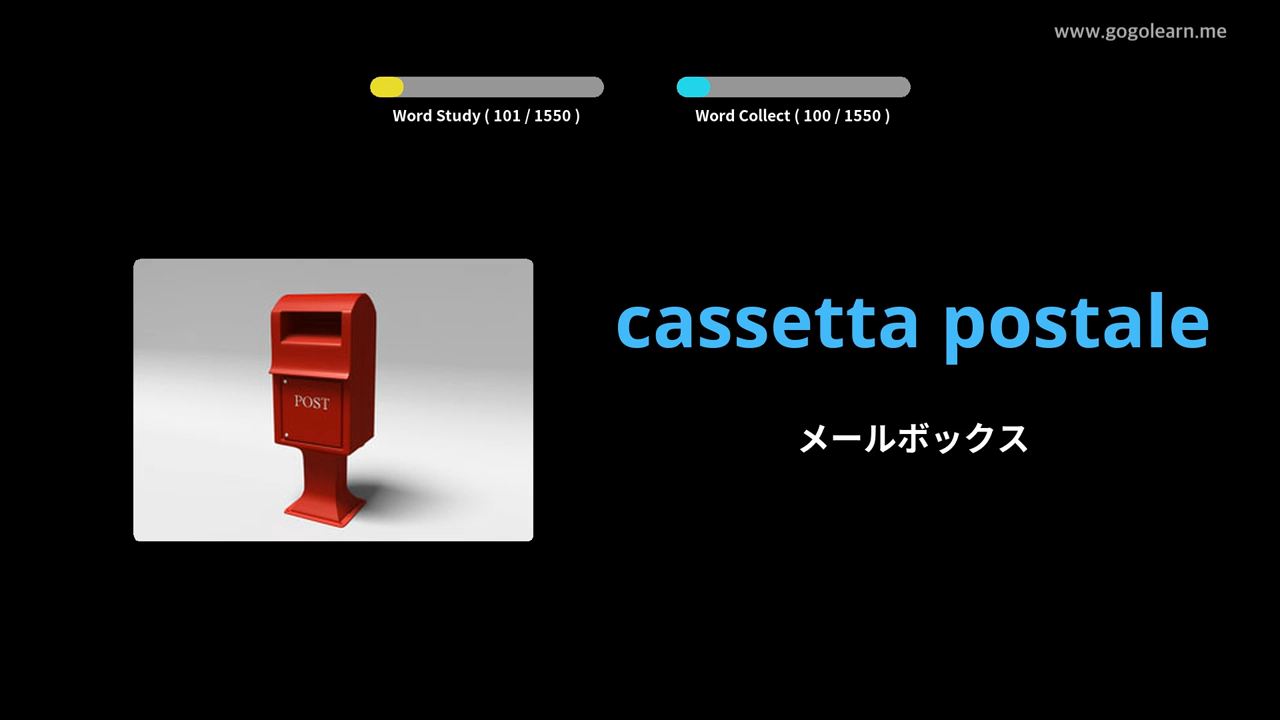 www.gogolearn.me
Word Study ( 101 / 1550 )
Word Collect ( 100 / 1550 )
POST
cassetta postale
メールボックス